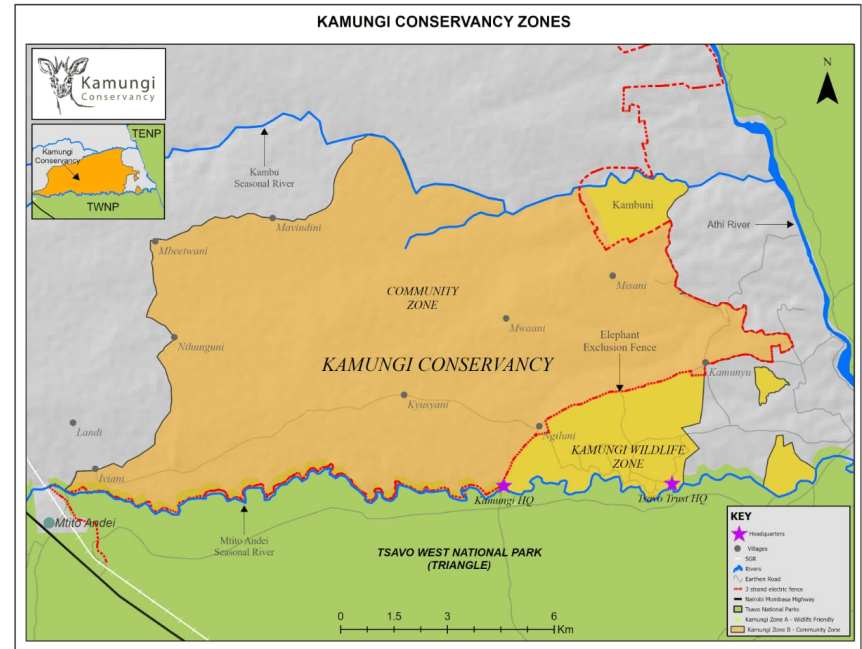 KAMUNGI CONSERVANCY ZONES
Kamungi
Conservancy
N
TENP
Kamungi
Conservancy
TWNP
Kambu
Seasonal River
Kambuni
Athi River
Mavindini
Mbeetwani
Misani
COMMUNITY
ZONE
Mwaani
Elephant
Exclusion Fence
Nthunguni
KAMUNGI CONSERVANCY
Kamunyu
Kyusyani
Landi
Ngiluni
KAMUNGI WILDLIFE
ZONE
Iviani
Kamungi HQ
Tsavo Trust HQ
Mtito Andei
Mtito Andei
Seasonal River
TSAVO WEST NATIONAL PARK
(TRIANGLE)
0 1.5 3 6
Km
KEY
Headquarters
Villages
SGR
Rivers
Earthen Road
3 strand electric fence
Nairobi Mombasa Highway
Tsavo National Parks
Kamungi Zone A - Widlife Friendly
Kamungi Zone B - Community Zone